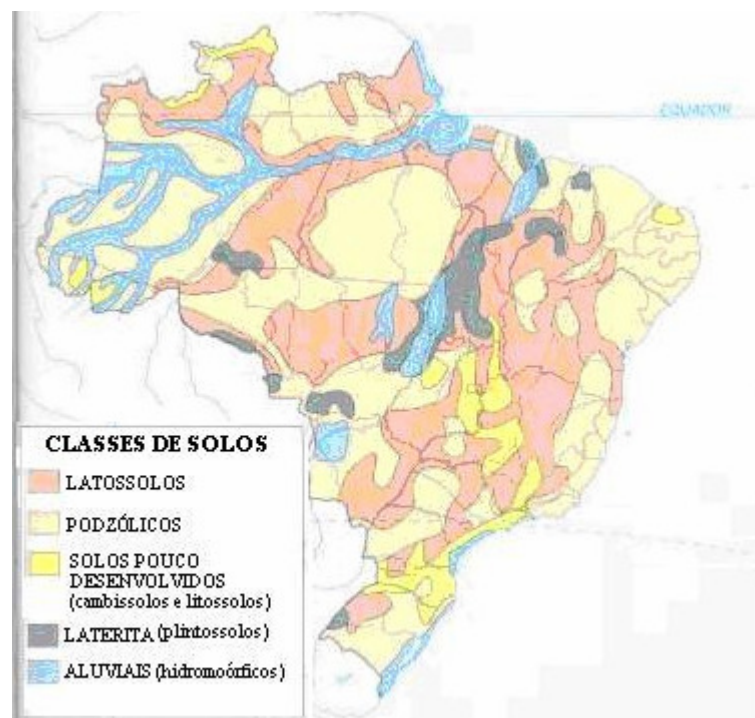 EQUADOR
CLASSES DE SOLOS
LATOSSOLOS
PODZÓLICOS
SOLOS POUCO
DESENVOLVIDOS
(cambissolos e litossolos)
LATERITA (plintossolos)
ALUVIAIS (hidromoórficos)